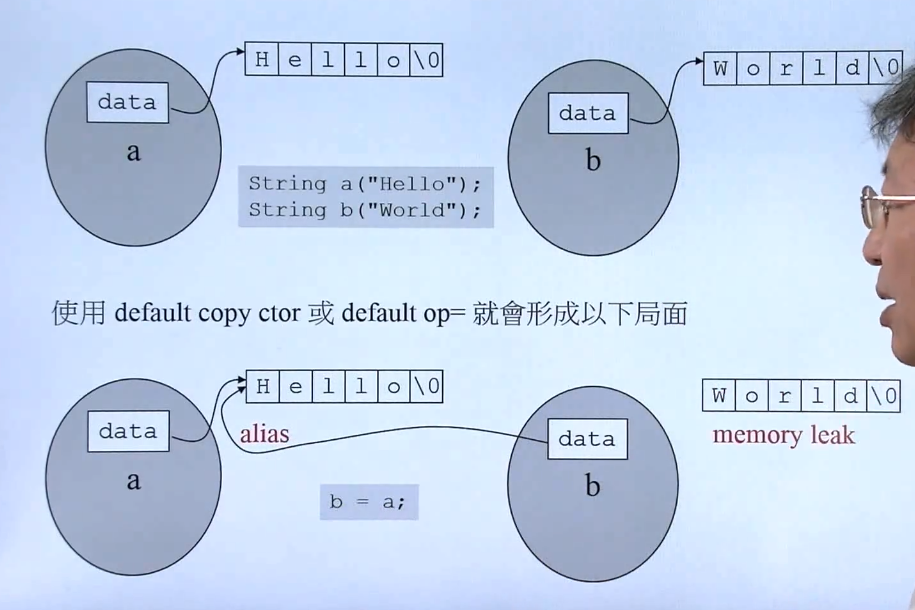 H e l l o \0
W o r l d \0
data
data
a
b
String a("Hello");
String b("World");
使用 default copy ctor 或 default op= 就會形成以下局面
H e l l o \0
W o r l d \0
data
alias
data
memory leak
a
b
b = a;